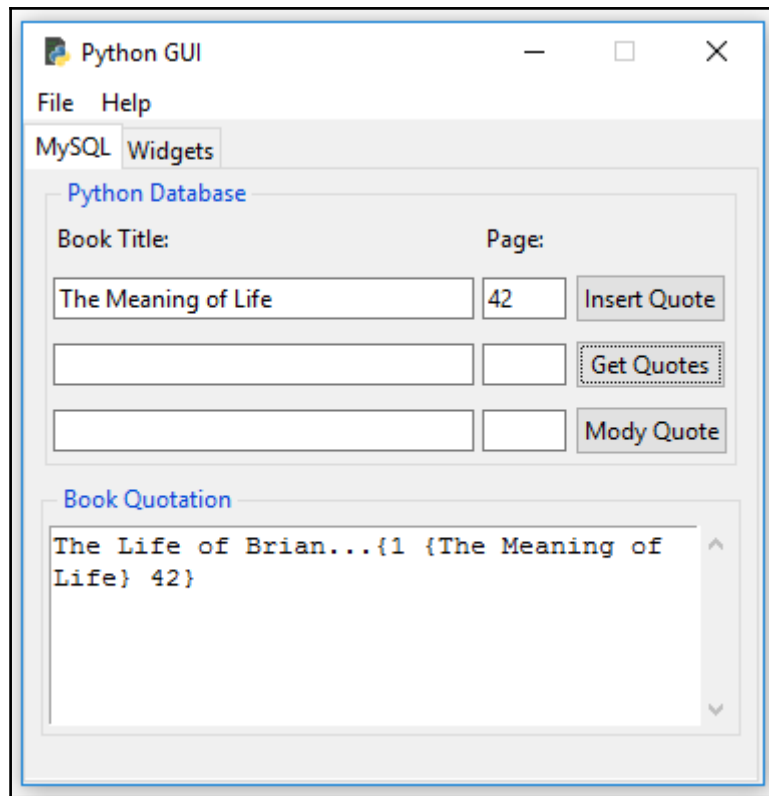 Python GUI
File Help
MySQL Widgets
Python Database
Book Title: Page:
The Meaning of Life 42 Insert Quote
Get Quotes
Mody Quote
Book Quotation
The Life of Brian...{1 {The Meaning of
Life} 42}